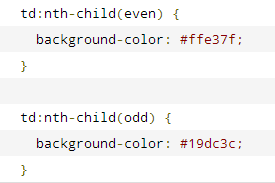 td:nth-child(even) {
  background-color: #ffe37f;
}

td:nth-child(odd) {
  background-color: #19dc3c;
}